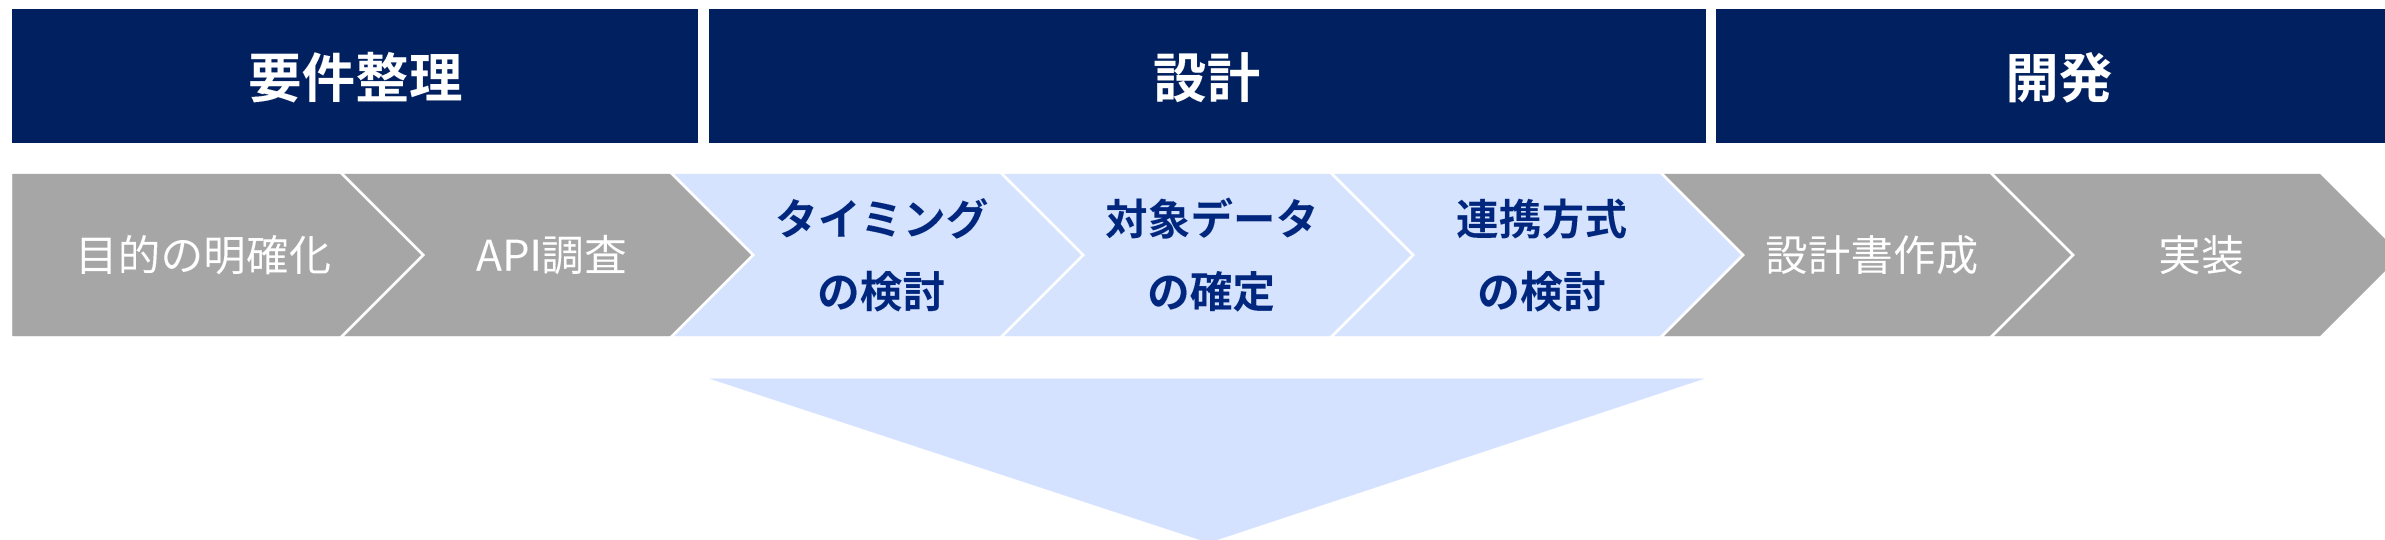 要件整理
設計
開発
目的の明確化
API調査
タイミング
の検討
対象データ
の確定
連携方式
の検討
設計書作成
実装